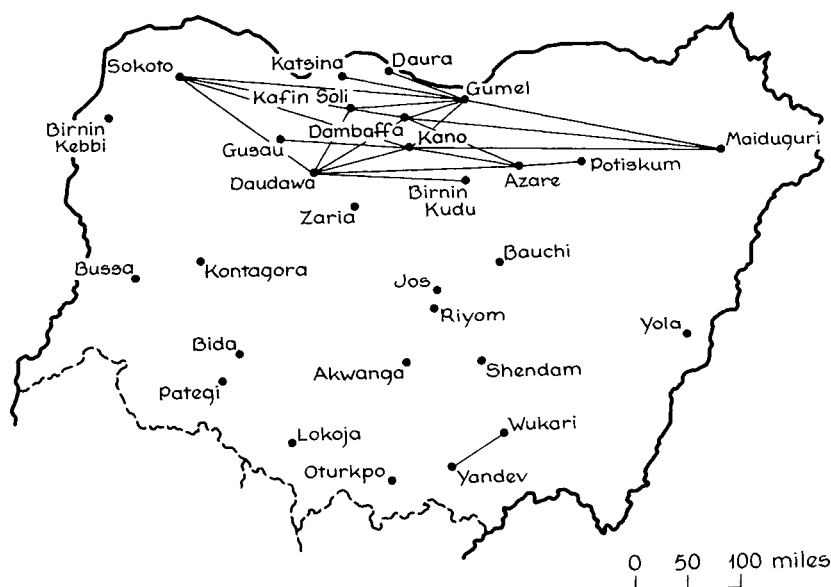 Sokoto
Katsina
Daura
Kafin Soli
Gumel
Birnin
Kebbi
Dambaffa
Kano
Gusau
Maiduguri
Daudawa
Azare
Potiskum
Birnin
Kudu
Zaria
Bussa
Kontagora
Bauchi
Jos
Riyom
Yola
Bida
Akwanga
Shendam
Pategi
Lokoja
Wukari
Oturkpo
Yandev
0 50 100 miles